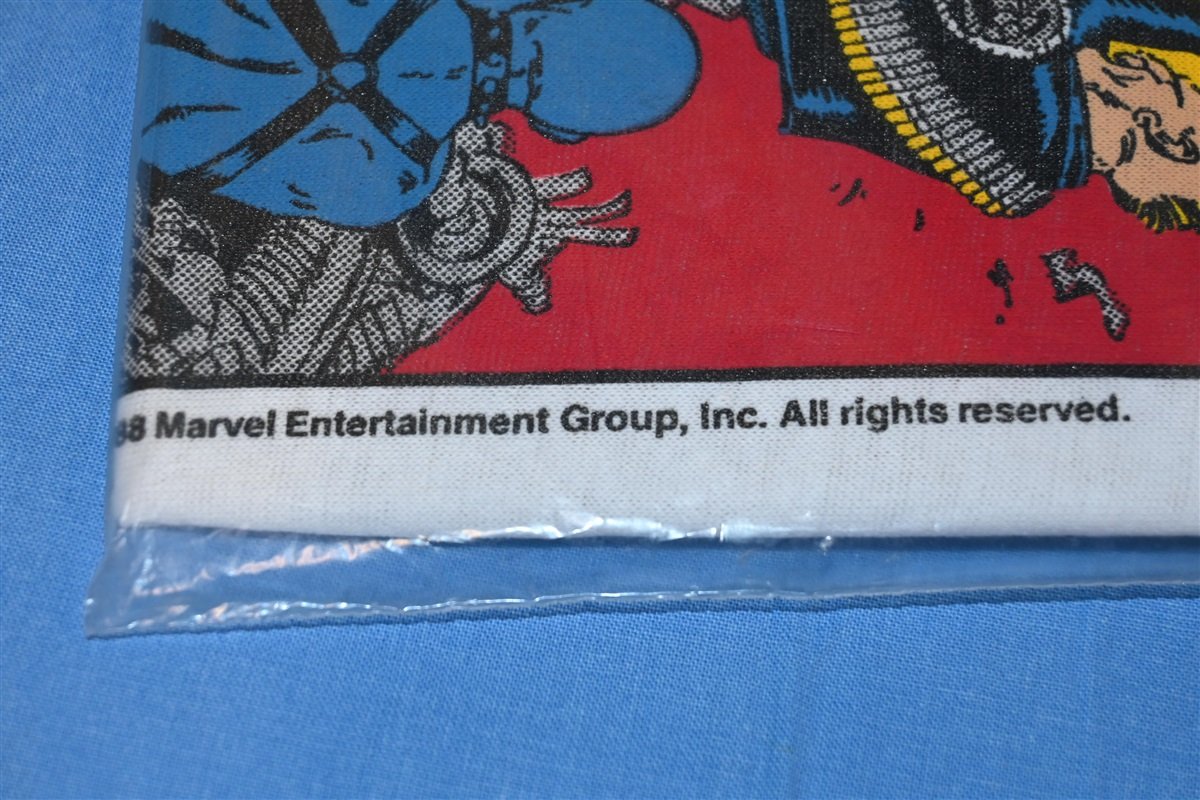 88 Marvel Entertainment Group, Inc. All rights reserved.